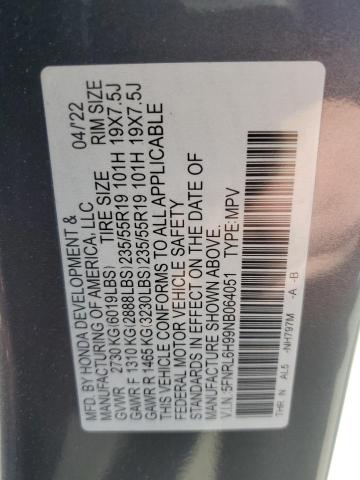 MFD. BY HONDA DEVELOPMENT & 04/22
MANUFACTURING OF AMERICA, LLC
TIRE SIZE RIM SIZE
GVWR 2730 KG(6019LBS)
GAWR F 1310 KG(2888LBS) 235/55R19 101H 19X7.5J
GAWR R 1465 KG(3230LBS) 235/55R19 101H 19X7.5J
THIS VEHICLE CONFORMS TO ALL APPLICABLE
FEDERAL MOTOR VEHICLE SAFETY
STANDARDS IN EFFECT ON THE DATE OF
MANUFACTURE SHOWN ABOVE.
V.I.N.:5FNRL6H99NB064051 TYPE:MPV
THR. IN AL5 -NH797M -A -B